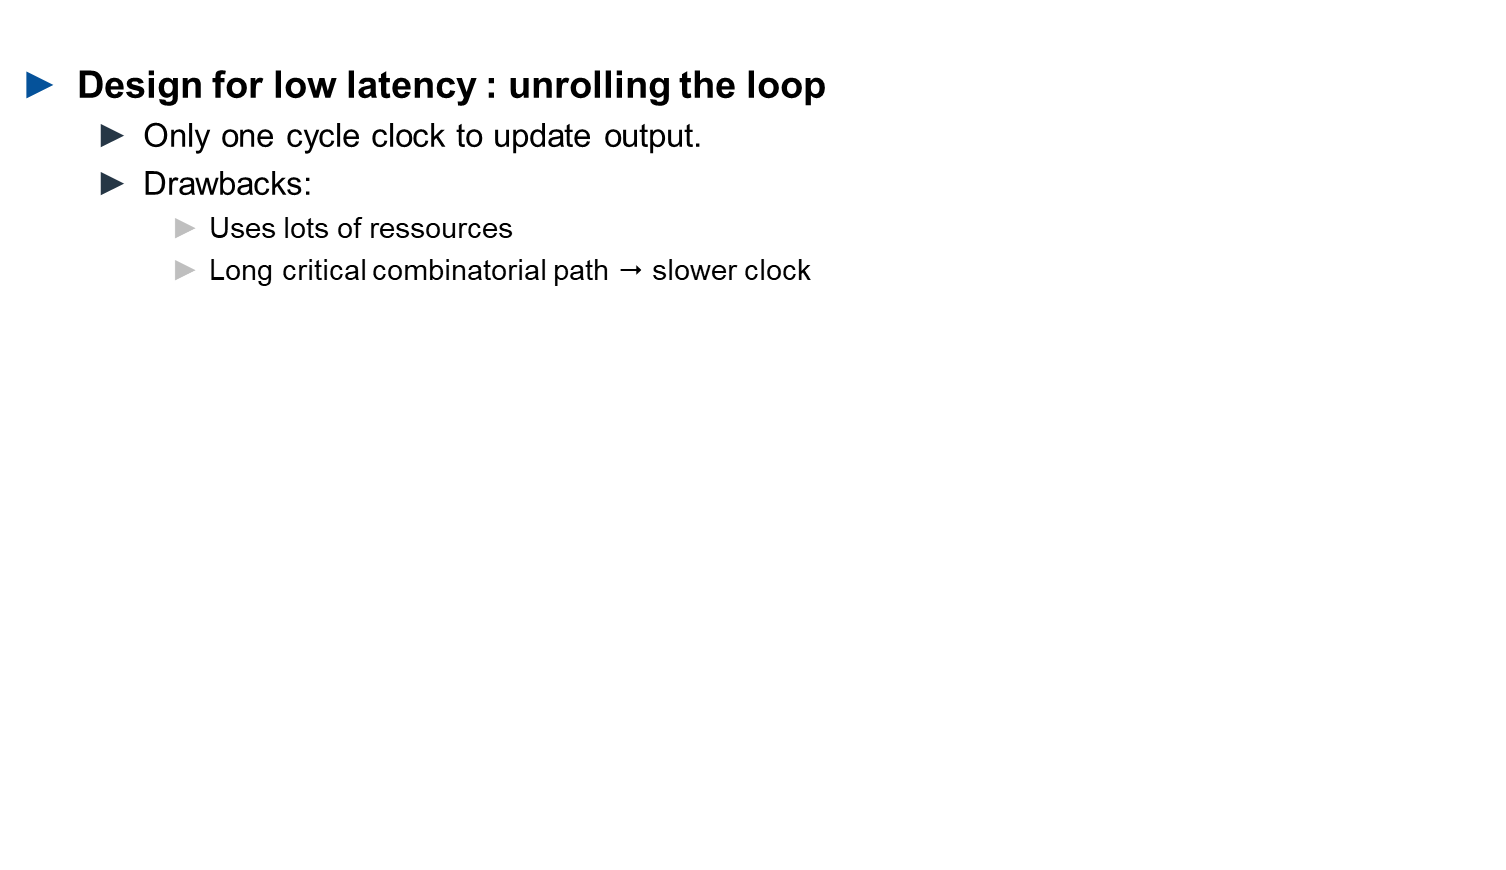 Design for low latency : unrolling the loop
Only one cycle clock to update output.
Drawbacks:
Uses lots of ressources
Long critical combinatorial path → slower clock